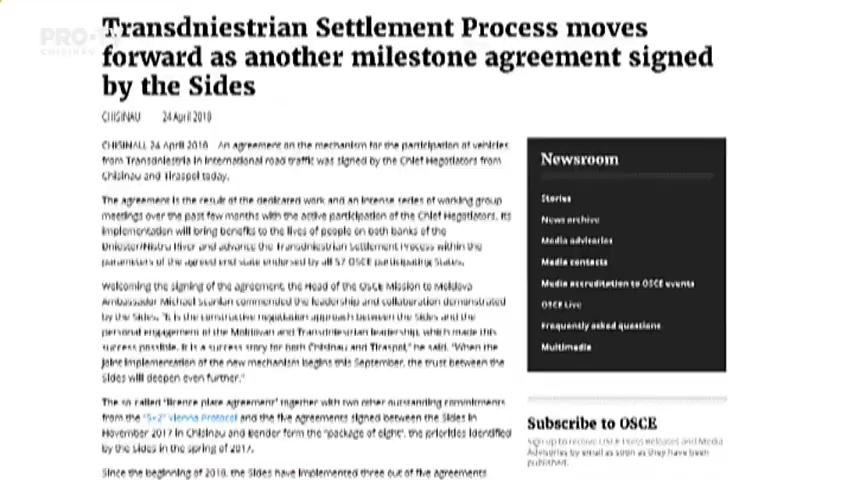 PRO TV
CHISINAU
Transdniestrian Settlement Process moves
forward as another milestone agreement signed
by the Sides
CHISINAU 24 April 2018
CHISINAU, 24 April 2018 - An agreement on the mechanism for the participation of vehicles
from Transdniestria in international road traffic was signed by the Chief Negotiators from
Chisinau and Tiraspol today.
The agreement is the result of the dedicated work and an intense series of working group
meetings over the past few months with the active participation of the Chief Negotiators. Its
implementation will bring benefits to the lives of people on both banks of the
Dniester/Nistru River and advance the Transdniestrian Settlement Process within the
parameters of the agreed end state endorsed by all 57 OSCE participating States.
Welcoming the signing of the agreement, the Head of the OSCE Mission to Moldova
Ambassador Michael Scanlan commended the leadership and collaboration demonstrated
by the Sides. "It is the constructive negotiation approach between the Sides and the
personal engagement of the Moldovan and Transdniestrian leadership, which made this
success possible. It is a success story for both Chisinau and Tiraspol," he said. "When the
joint implementation of the new mechanism begins this September, the trust between the
Sides will deepen even further."
The so called "licence plate agreement" together with two other outstanding commitments
from the "5+2" Vienna Protocol and the five agreements signed between the Sides in
November 2017 in Chisinau and Bender form the "package of eight", the priorities identified
by the sides in the spring of 2017.
Since the beginning of 2018, the Sides have implemented three out of five agreements
Newsroom
Stories
News archive
Media advisories
Media contacts
Media accreditation to OSCE events
OSCE Live
Frequently asked questions
Multimedia
Subscribe to OSCE
Sign up to receive OSCE Press Releases and Media
Advisories by email as soon as they have been
published.